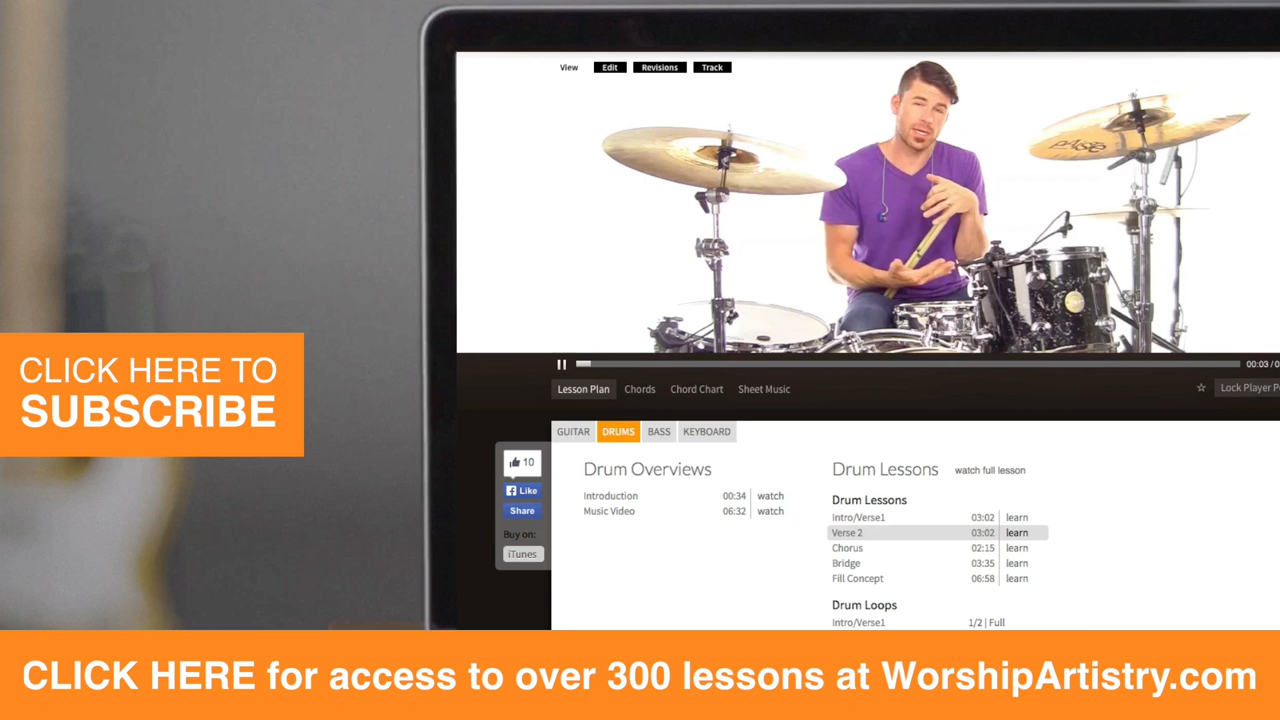 View Edit Revisions Track
PAiSTe
00:03 / 0
Lesson Plan Chords Chord Chart Sheet Music
Lock Player P
GUITAR DRUMS BASS KEYBOARD
10
Like
Share
Buy on:
iTunes
Drum Overviews
Introduction 00:34 watch
Music Video 06:32 watch
Drum Lessons watch full lesson
Drum Lessons
Intro/Verse1 03:02 learn
Verse 2 03:02 learn
Chorus 02:15 learn
Bridge 03:35 learn
Fill Concept 06:58 learn
Drum Loops
Intro/Verse1 1/2 | Full
CLICK HERE TO
SUBSCRIBE
CLICK HERE for access to over 300 lessons at WorshipArtistry.com